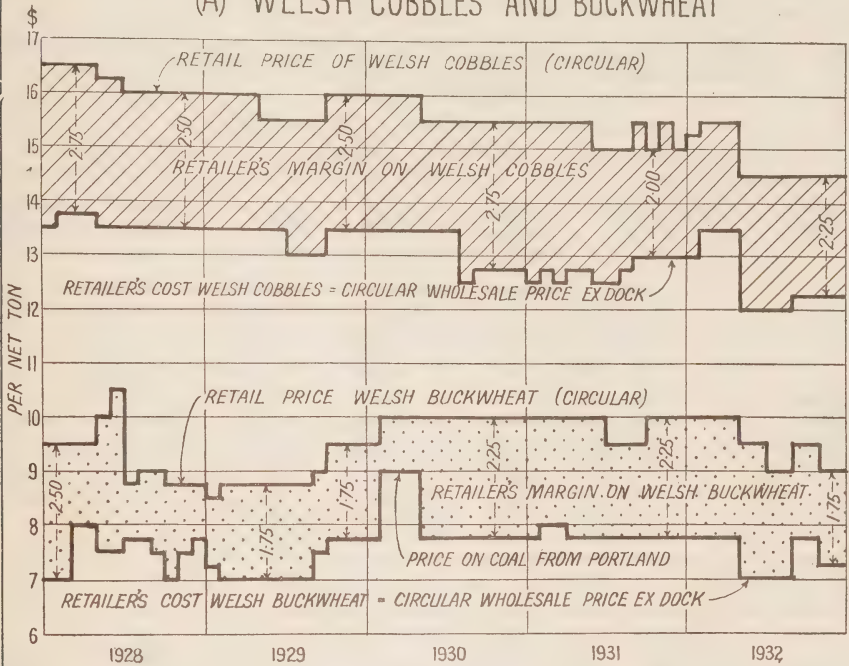 (A) WELSH COBBLES AND BUCKWHEAT
$
17
RETAIL PRICE OF WELSH COBBLES (CIRCULAR)
16
2.75
2.50
2.50
15
RETAILER'S MARGIN ON WELSH COBBLES
2.75
2.00
14
2.25
13
RETAILER'S COST WELSH COBBLES = CIRCULAR WHOLESALE PRICE EX DOCK
12
PER NET TON
11
RETAIL PRICE WELSH BUCKWHEAT (CIRCULAR)
10
2.50
1.75
1.75
2.25
2.25
1.75
9
RETAILERS' MARGIN ON WELSH BUCKWHEAT
8
PRICE ON COAL FROM PORTLAND
7
RETAILER'S COST WELSH BUCKWHEAT = CIRCULAR WHOLESALE PRICE EX DOCK
6
1928 1929 1930 1931 1932